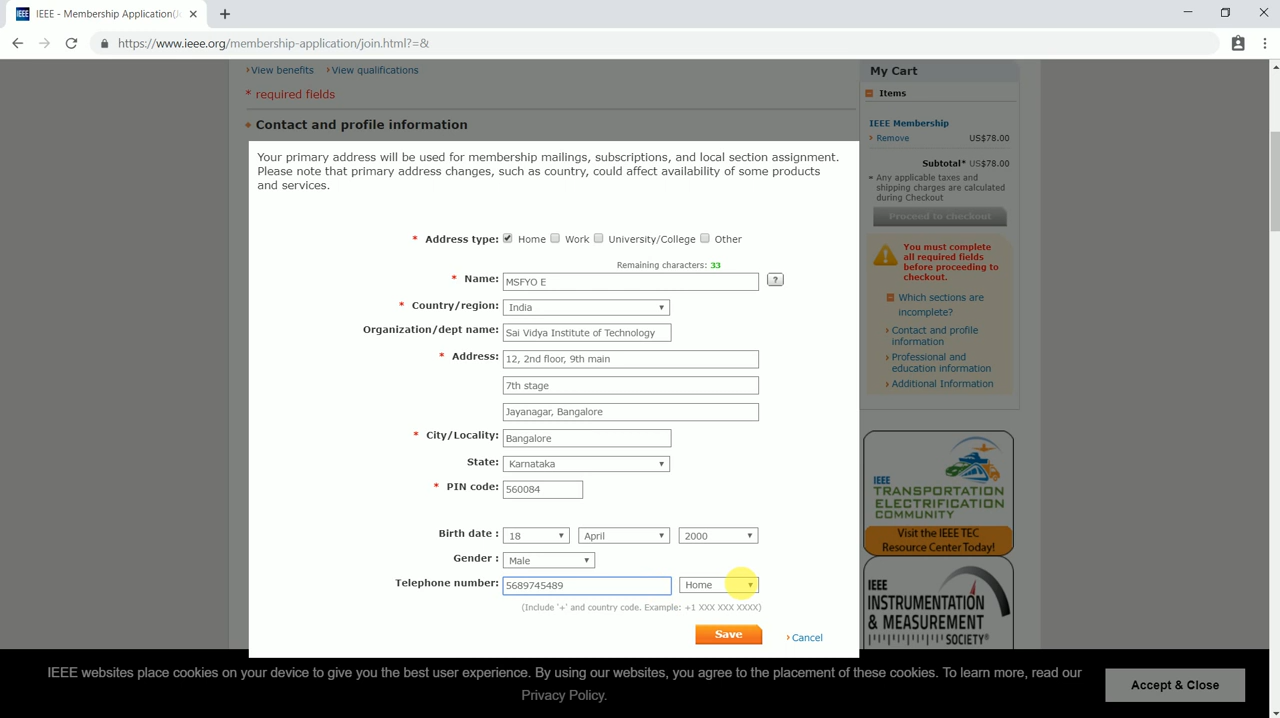 IEEE - Membership Application(Jo
https://www.ieee.org/membership-application/join.html?=&
View benefits View qualifications
* required fields
Contact and profile information
Your primary address will be used for membership mailings, subscriptions, and local section assignment.
Please note that primary address changes, such as country, could affect availability of some products
and services.
* Address type: Home Work University/College Other
Remaining characters: 33
* Name: MSFYO E ?
* Country/region: India
Organization/dept name: Sai Vidya Institute of Technology
* Address: 12, 2nd floor, 9th main
7th stage
Jayanagar, Bangalore
* City/Locality: Bangalore
State: Karnataka
* PIN code: 560084
Birth date : 18 April 2000
Gender : Male
Telephone number: 5689745489 Home
(Include '+' and country code. Example: +1 XXX XXX XXXX)
Save Cancel
My Cart
Items
IEEE Membership
Remove US$78.00
Subtotal* US$78.00
Any applicable taxes and
shipping charges are calculated
during Checkout
Proceed to checkout
You must complete
all required fields
before proceeding to
checkout.
Which sections are
incomplete?
Contact and profile
information
Professional and
education information
Additional Information
IEEE
TRANSPORTATION
ELECTRIFICATION
COMMUNITY
Visit the IEEE TEC
Resource Center Today!
IEEE
INSTRUMENTATION
& MEASUREMENT
SOCIETY®
IEEE websites place cookies on your device to give you the best user experience. By using our websites, you agree to the placement of these cookies. To learn more, read our
Privacy Policy.
Accept & Close